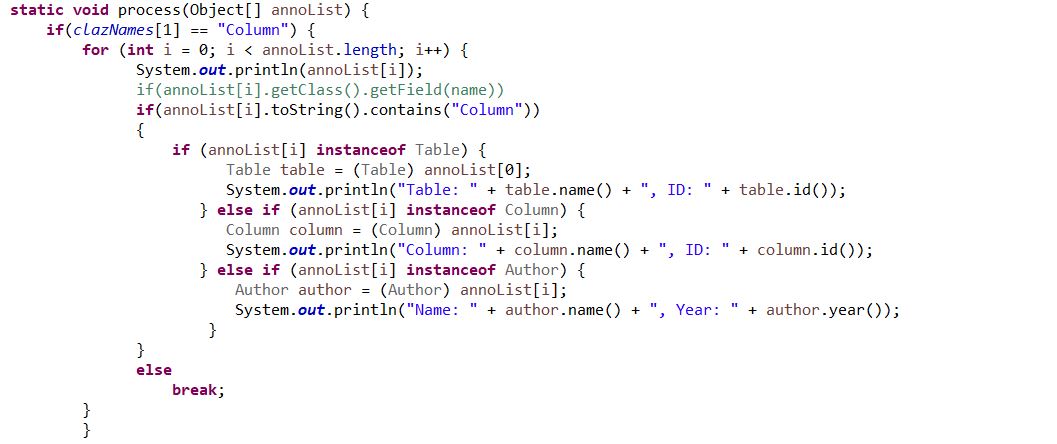 static void process(Object[] annoList) {
if(clazNames[1] == "Column") {
for (int i = 0; i < annoList.length; i++) {
System.out.println(annoList[i]);
if(annoList[i].getClass().getField(name))
if(annoList[i].toString().contains("Column"))
{
if (annoList[i] instanceof Table) {
Table table = (Table) annoList[0];
System.out.println("Table: " + table.name() + ", ID: " + table.id());
} else if (annoList[i] instanceof Column) {
Column column = (Column) annoList[i];
System.out.println("Column: " + column.name() + ", ID: " + column.id());
} else if (annoList[i] instanceof Author) {
Author author = (Author) annoList[i];
System.out.println("Name: " + author.name() + ", Year: " + author.year());
}
}
else
break;
}
}